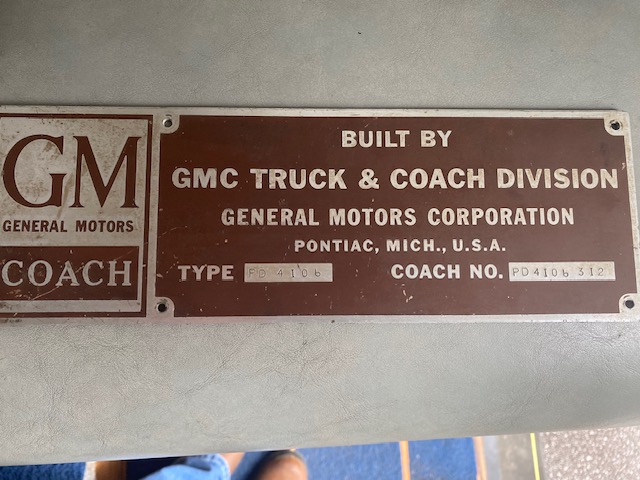 GM
GENERAL MOTORS
COACH
BUILT BY
GMC TRUCK & COACH DIVISION
GENERAL MOTORS CORPORATION
PONTIAC, MICH., U.S.A.
TYPE PD 4106 COACH NO. PD4106 312